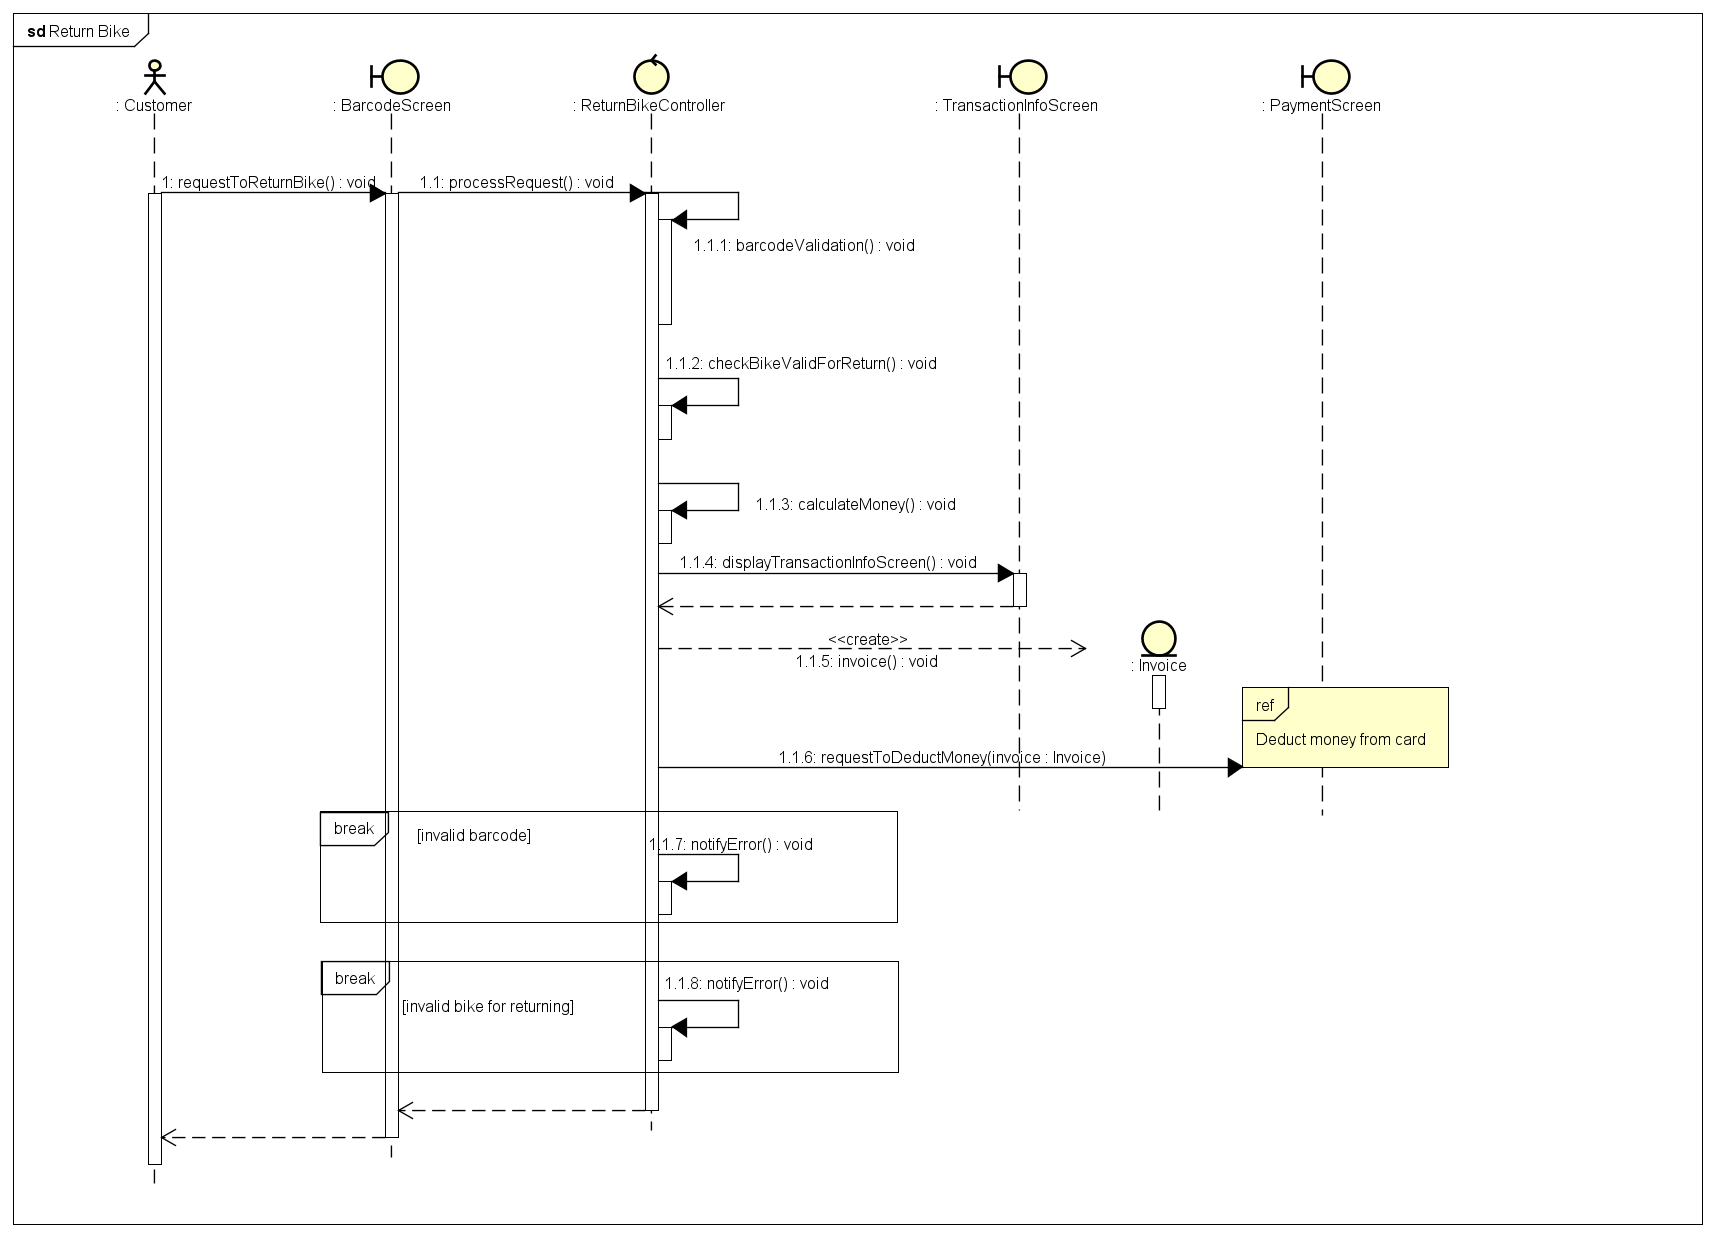 sd Return Bike
: Customer
: BarcodeScreen
: ReturnBikeController
: TransactionInfoScreen
: PaymentScreen
1: requestToReturnBike() : void
1.1: processRequest() : void
1.1.1: barcodeValidation() : void
1.1.2: checkBikeValidForReturn() : void
1.1.3: calculateMoney() : void
1.1.4: displayTransactionInfoScreen() : void
<<create>>
1.1.5: invoice() : void
: Invoice
ref
Deduct money from card
1.1.6: requestToDeductMoney(invoice : Invoice)
break
[invalid barcode]
1.1.7: notifyError() : void
break
1.1.8: notifyError() : void
[invalid bike for returning]